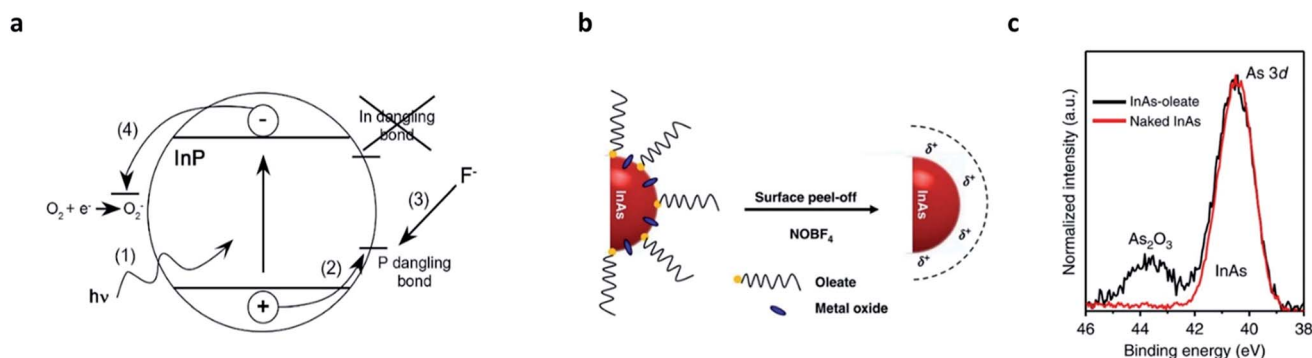 a
In dangling
bond
(4)
-
InP
F⁻
(3)
O₂ + e⁻ → O₂⁻
(1)
(2)
P dangling
bond
hν
+
b
InAs
Surface peel-off
NOBF₄
Oleate
Metal oxide
δ⁺
δ⁺
InAs
δ⁺
δ⁺
c
As 3d
InAs-oleate
Naked InAs
As₂O₃
InAs
Normalized intensity (a.u.)
46 44 42 40 38
Binding energy (eV)